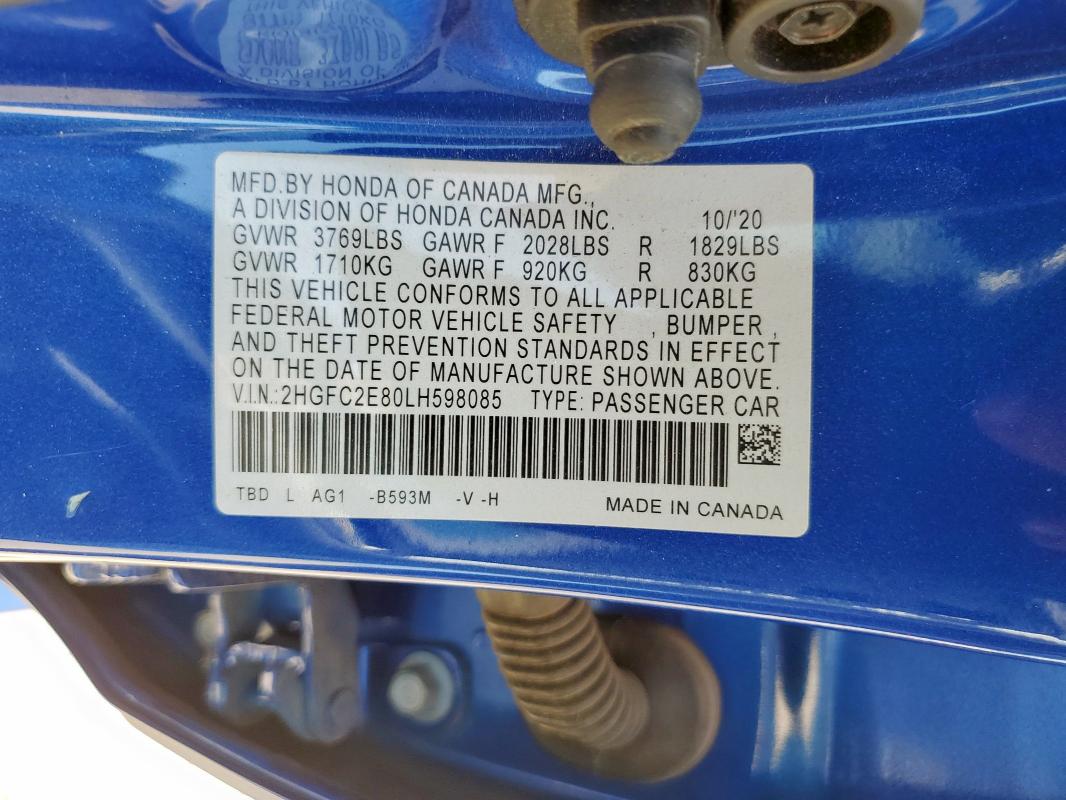 MFD.BY HONDA OF CANADA MFG.,
A DIVISION OF HONDA CANADA INC. 10/'20
GVWR 3769LBS GAWR F 2028LBS R 1829LBS
GVWR 1710KG GAWR F 920KG R 830KG
THIS VEHICLE CONFORMS TO ALL APPLICABLE
FEDERAL MOTOR VEHICLE SAFETY , BUMPER ,
AND THEFT PREVENTION STANDARDS IN EFFECT
ON THE DATE OF MANUFACTURE SHOWN ABOVE.
V.I.N.:2HGFC2E80LH598085 TYPE: PASSENGER CAR
TBD L AG1 -B593M -V -H
MADE IN CANADA